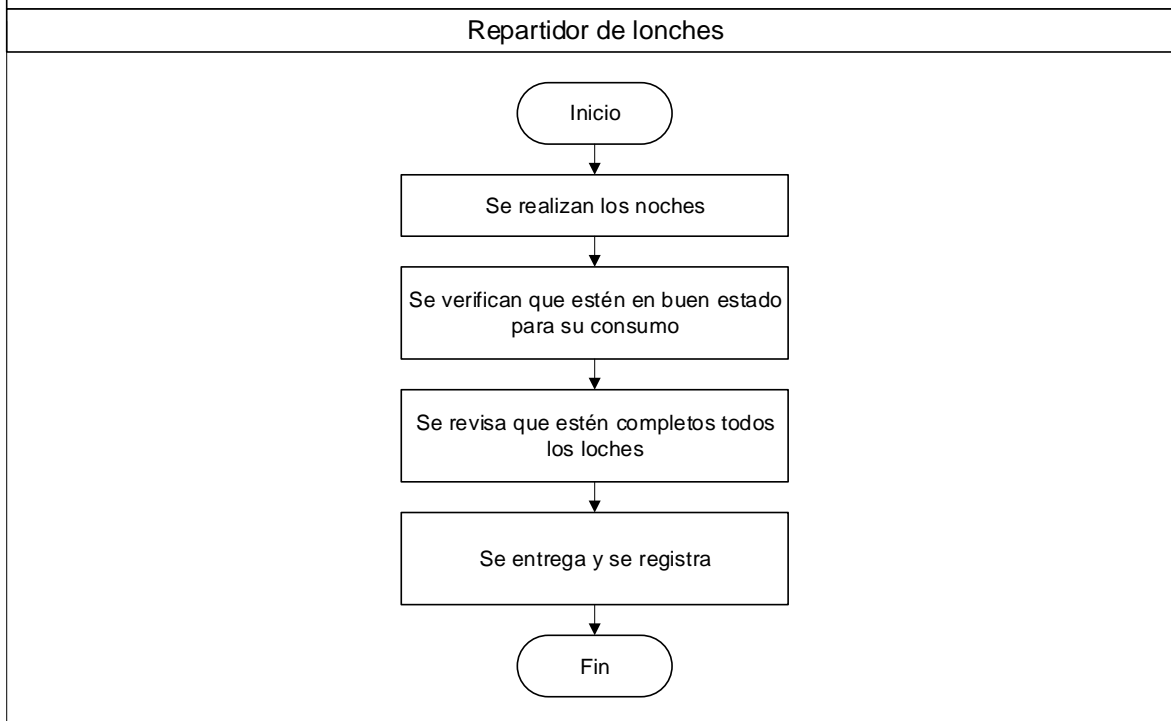 Repartidor de lonches
Inicio
Se realizan los noches
Se verifican que estén en buen estado
para su consumo
Se revisa que estén completos todos
los loches
Se entrega y se registra
Fin